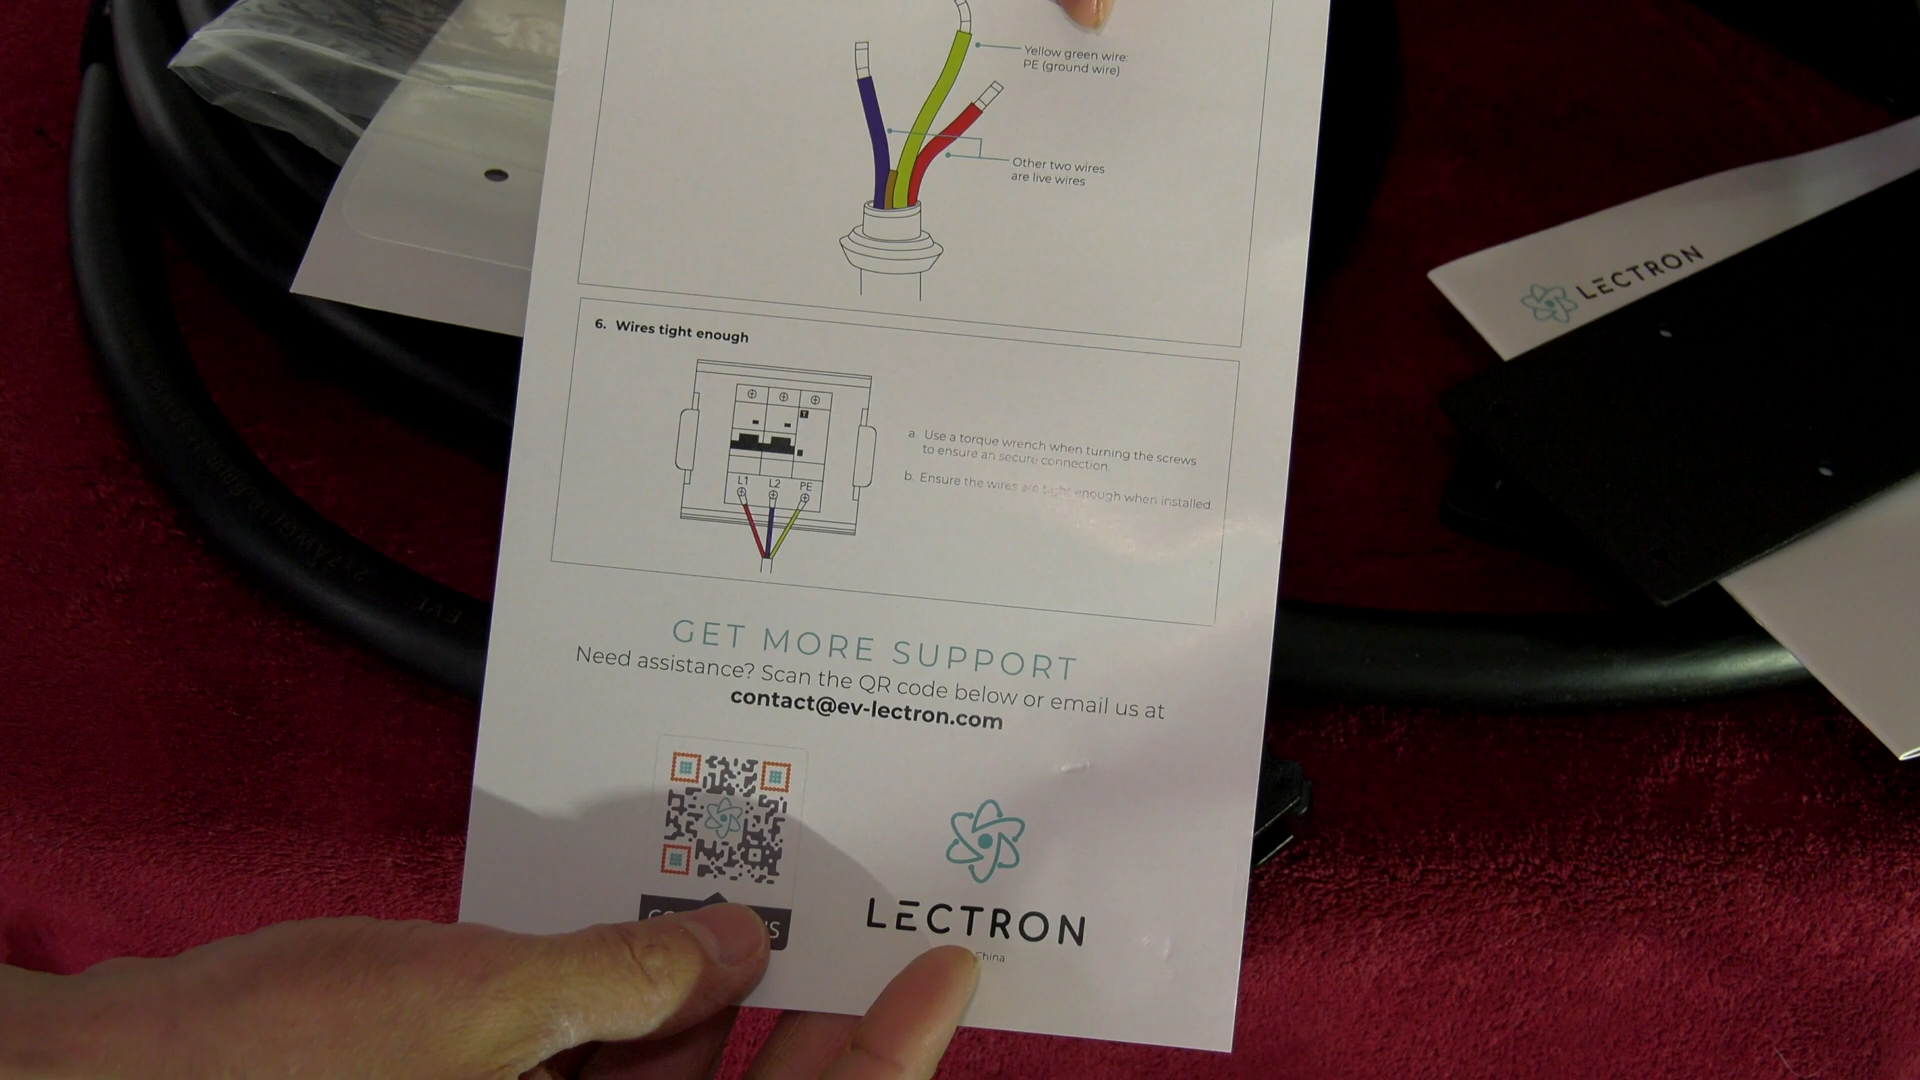 Yellow green wire:
PE (ground wire)
Other two wires
are live wires
LECTRON
6. Wires tight enough
a. Use a torque wrench when turning the screws
to ensure an secure connection.
b. Ensure the wires are tight enough when installed
L1 L2 PE
GET MORE SUPPORT
Need assistance? Scan the QR code below or email us at
contact@ev-lectron.com
LECTRON
China